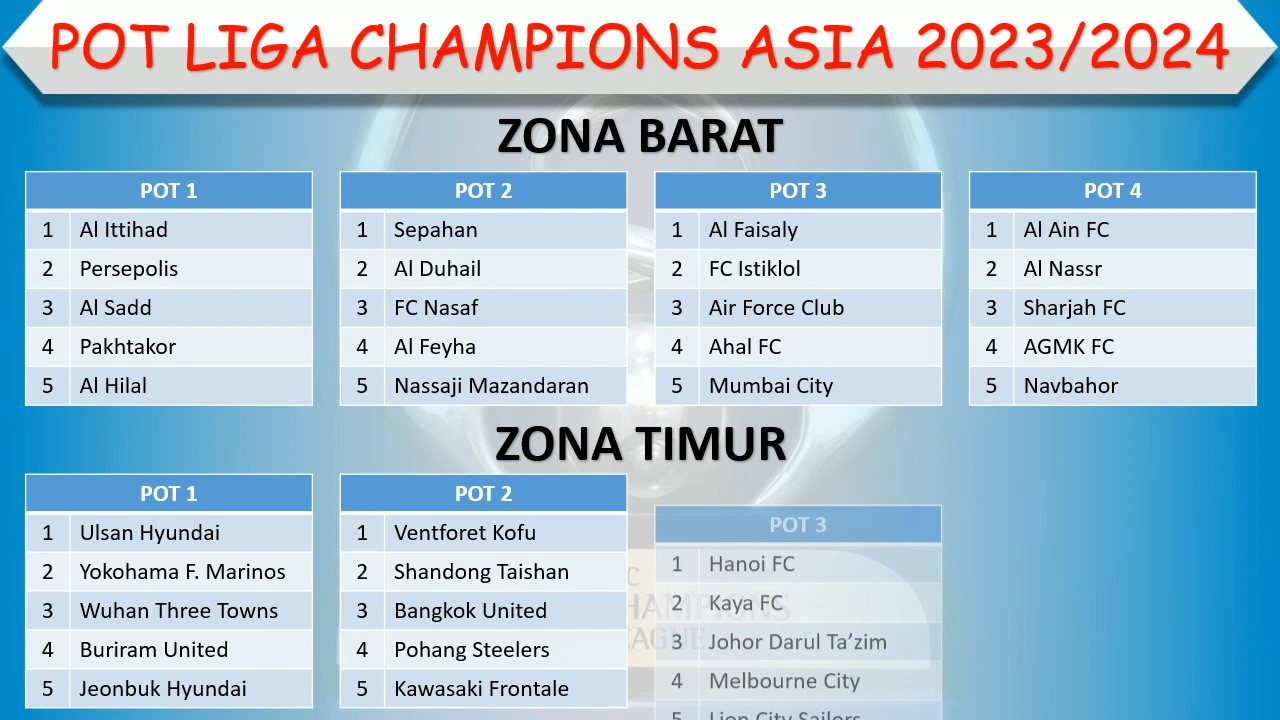 POT LIGA CHAMPIONS ASIA 2023/2024
ZONA BARAT
POT 1
1 Al Ittihad
2 Persepolis
3 Al Sadd
4 Pakhtakor
5 Al Hilal
POT 2
1 Sepahan
2 Al Duhail
3 FC Nasaf
4 Al Feyha
5 Nassaji Mazandaran
POT 3
1 Al Faisaly
2 FC Istiklol
3 Air Force Club
4 Ahal FC
5 Mumbai City
POT 4
1 Al Ain FC
2 Al Nassr
3 Sharjah FC
4 AGMK FC
5 Navbahor
ZONA TIMUR
POT 1
1 Ulsan Hyundai
2 Yokohama F. Marinos
3 Wuhan Three Towns
4 Buriram United
5 Jeonbuk Hyundai
POT 2
1 Ventforet Kofu
2 Shandong Taishan
3 Bangkok United
4 Pohang Steelers
5 Kawasaki Frontale
POT 3
1 Hanoi FC
2 Kaya FC
3 Johor Darul Ta’zim
4 Melbourne City
5 Lion City Sailors